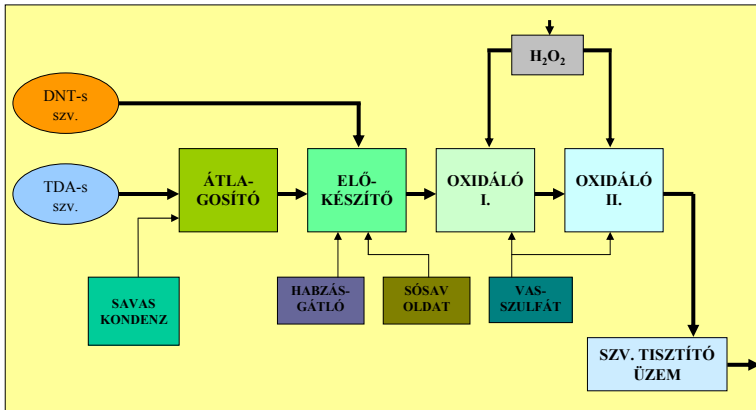 H₂O₂
DNT-s
szv.
TDA-s
szv.
ÁTLA-
GOSÍTÓ
ELŐ-
KÉSZÍTŐ
OXIDÁLÓ
I.
OXIDÁLÓ
II.
SAVAS
KONDENZ
HABZÁS-
GÁTLÓ
SÓSAV
OLDAT
VAS-
SZULFÁT
SZV. TISZTÍTÓ
ÜZEM